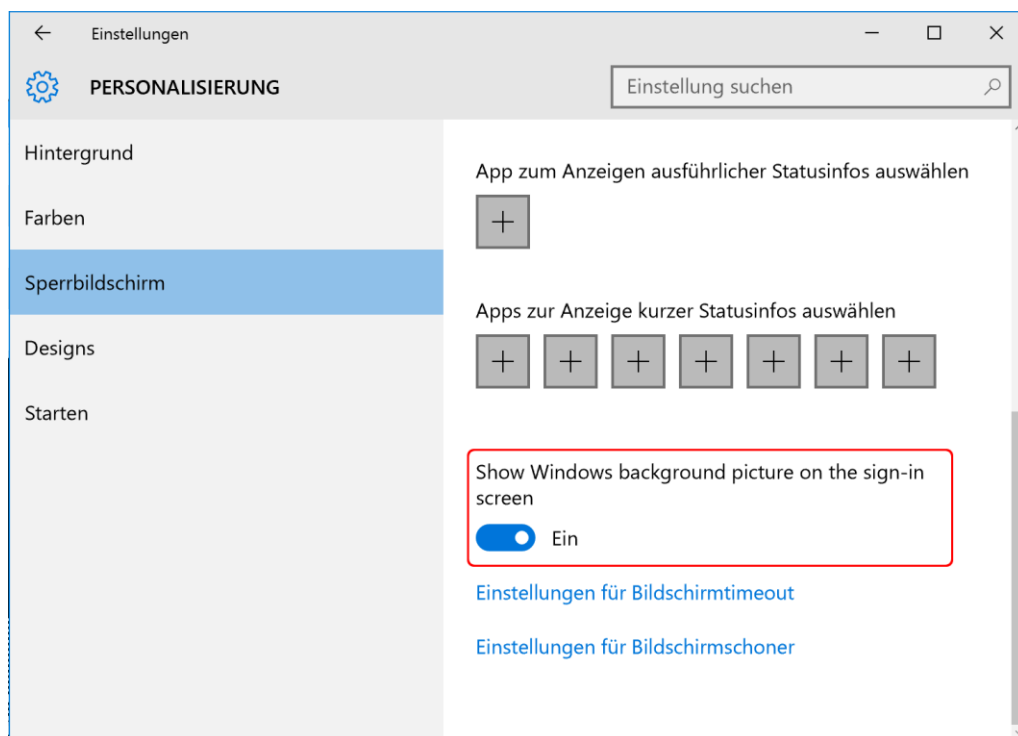 Einstellungen
PERSONALISIERUNG
Einstellung suchen
Hintergrund
Farben
Sperrbildschirm
Designs
Starten
App zum Anzeigen ausführlicher Statusinfos auswählen
Apps zur Anzeige kurzer Statusinfos auswählen
Show Windows background picture on the sign-in
screen
Ein
Einstellungen für Bildschirmtimeout
Einstellungen für Bildschirmschoner